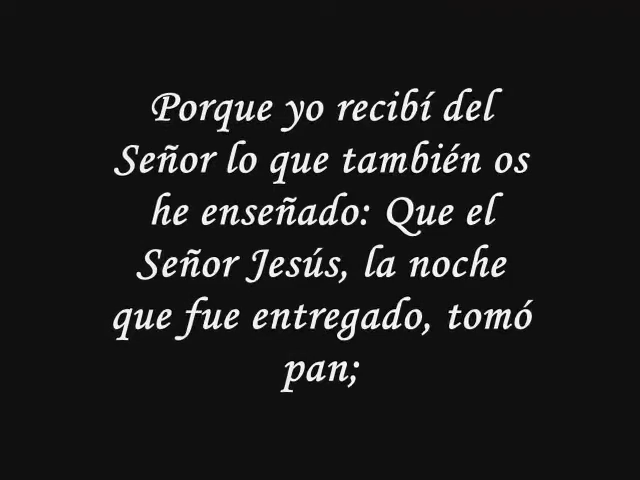 Porque yo recibí del
Señor lo que también os
he enseñado: Que el
Señor Jesús, la noche
que fue entregado, tomó
pan;